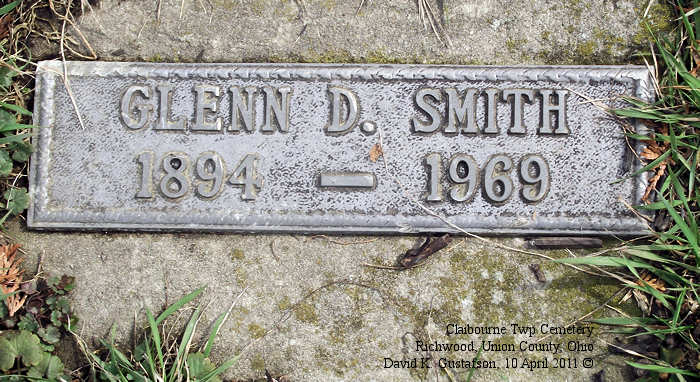 GLENN D. SMITH
1894 – 1969
Claibourne Twp Cemetery
Richwood, Union County, Ohio
David K. Gustafson, 10 April 2011 ©